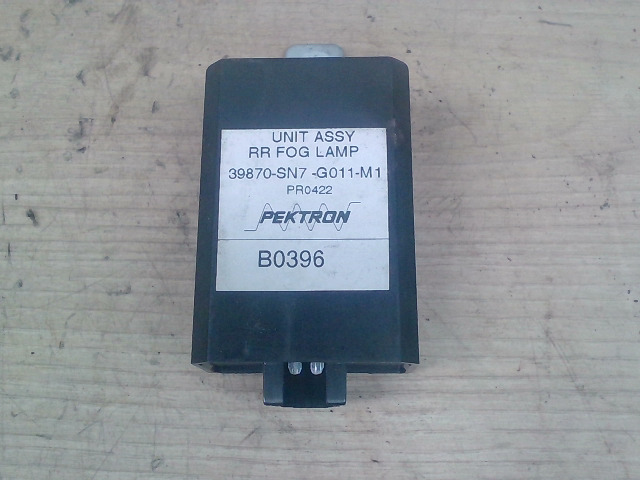 UNIT ASSY
RR FOG LAMP
39870-SN7 -G011-M1
PR0422
PEKTRON
B0396